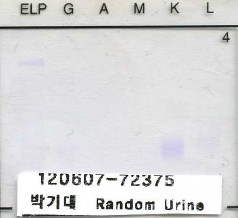 ELP G A M K L
4
120607-72375
박기대 Random Urine